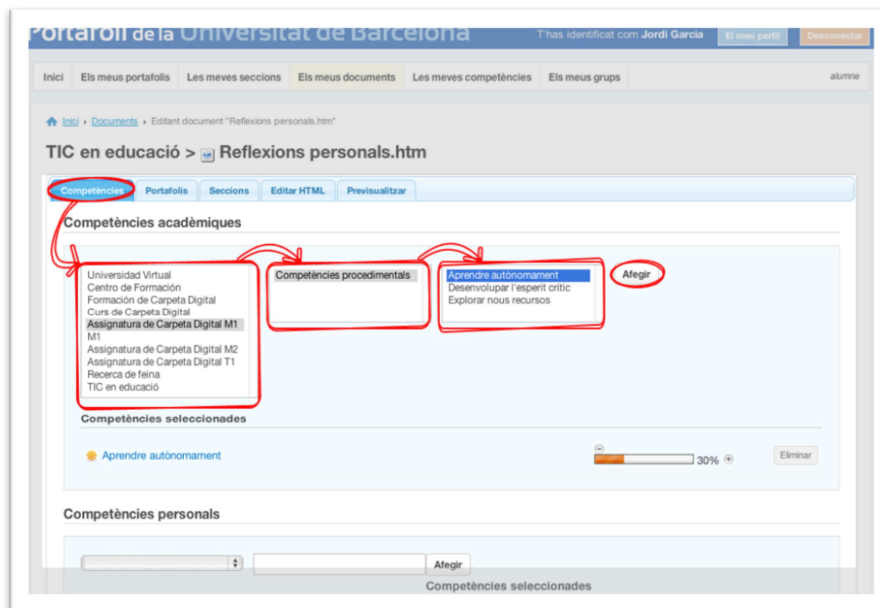 Portafoli de la Universitat de Barcelona
T'has identificat com Jordi Garcia
El meu perfil
Desconectar
Inici
Els meus portafolis
Les meves seccions
Els meus documents
Les meves competències
Els meus grups
alumne
Inici › Documents › Editant document "Reflexions personals.htm"
TIC en educació > Reflexions personals.htm
Competències
Portafolis
Seccions
Editar HTML
Previsualitzar
Competències acadèmiques
Universidad Virtual
Centro de Formación
Formación de Carpeta Digital
Curs de Carpeta Digital
Assignatura de Carpeta Digital M1
M1
Assignatura de Carpeta Digital M2
Assignatura de Carpeta Digital T1
Recerca de feina
TIC en educació
Competències procedimentals
Aprendre autònomament
Desenvolupar l'esperit crític
Explorar nous recursos
Afegir
Competències seleccionades
Aprendre autònomament
30%
Eliminar
Competències personals
Afegir
Competències seleccionades